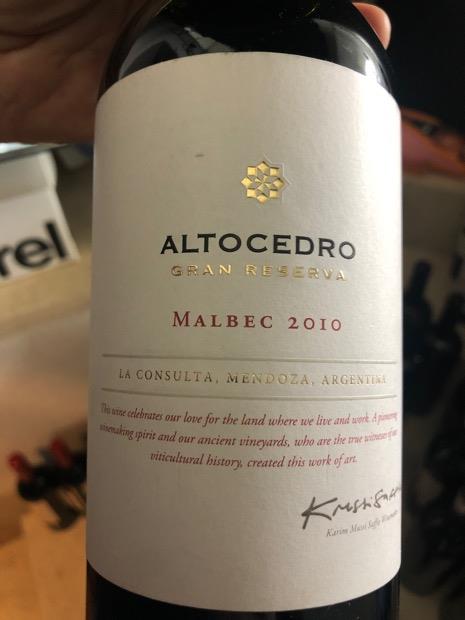 rel
ALTOCEDRO
GRAN RESERVA
MALBEC 2010
LA CONSULTA, MENDOZA, ARGENTINA
This wine celebrates our love for the land where we live and work. A pioneering
winemaking spirit and our ancient vineyards, who are the true witnesses of our
viticultural history, created this work of art.
Karim Mussi Saffie